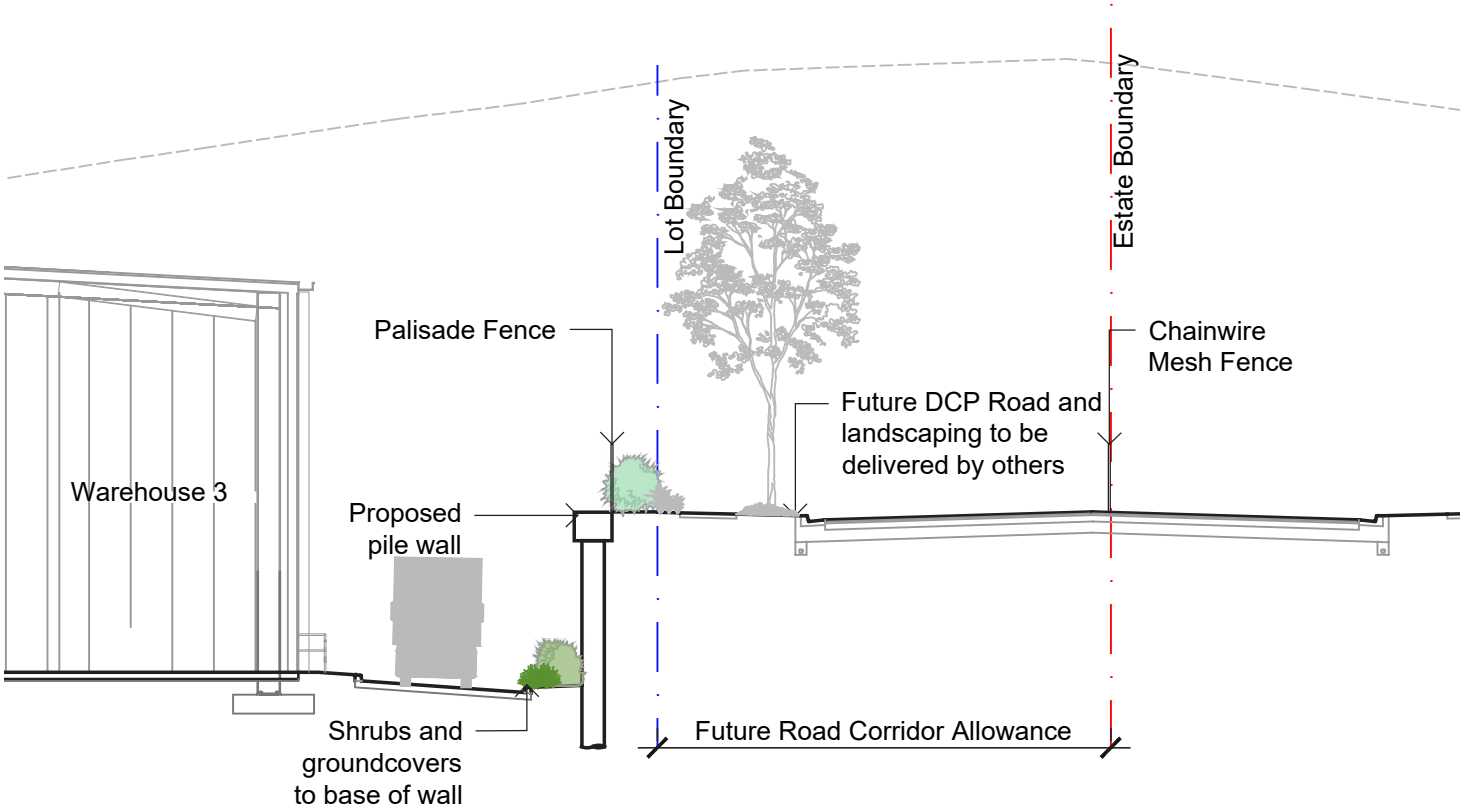 Lot Boundary
Estate Boundary
Palisade Fence
Chainwire
Mesh Fence
Future DCP Road and
landscaping to be
delivered by others
Warehouse 3
Proposed
pile wall
Shrubs and
groundcovers
to base of wall
Future Road Corridor Allowance